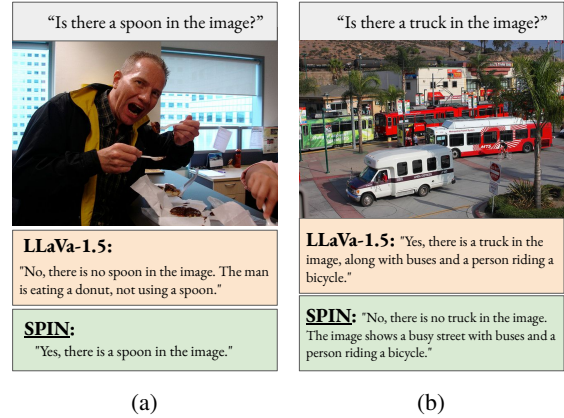 “Is there a spoon in the image?”
LLaVa-1.5:
"No, there is no spoon in the image. The man
is eating a donut, not using a spoon."
SPIN:
"Yes, there is a spoon in the image."
(a)
“Is there a truck in the image?”
LLaVa-1.5: "Yes, there is a truck in the
image, along with buses and a person riding a
bicycle."
SPIN: "No, there is no truck in the image.
The image shows a busy street with buses and a
person riding a bicycle."
(b)